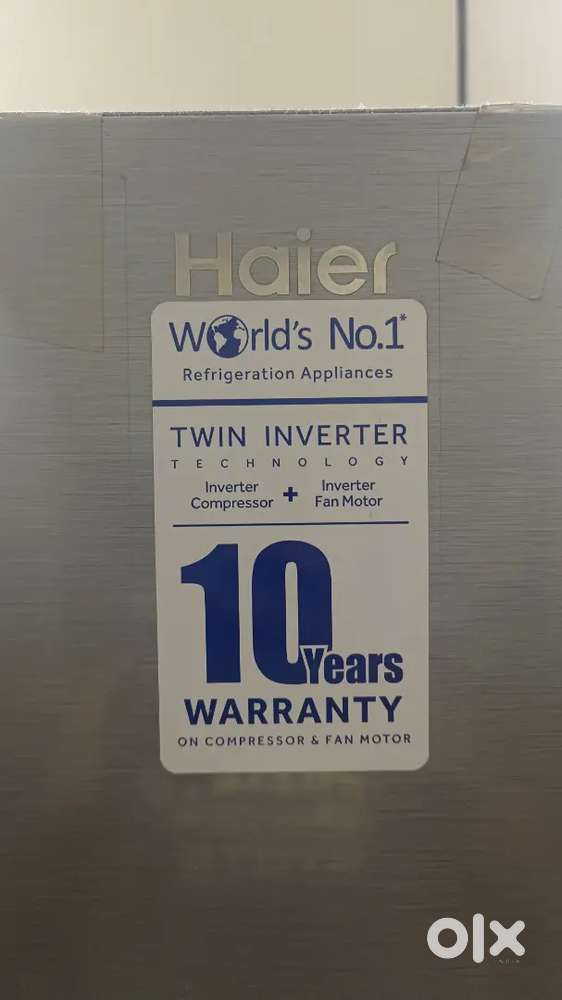 Haier
World's No.1*
Refrigeration Appliances
TWIN INVERTER
TECHNOLOGY
Inverter Compressor + Inverter Fan Motor
10 Years
WARRANTY
ON COMPRESSOR & FAN MOTOR
olx
INDIA